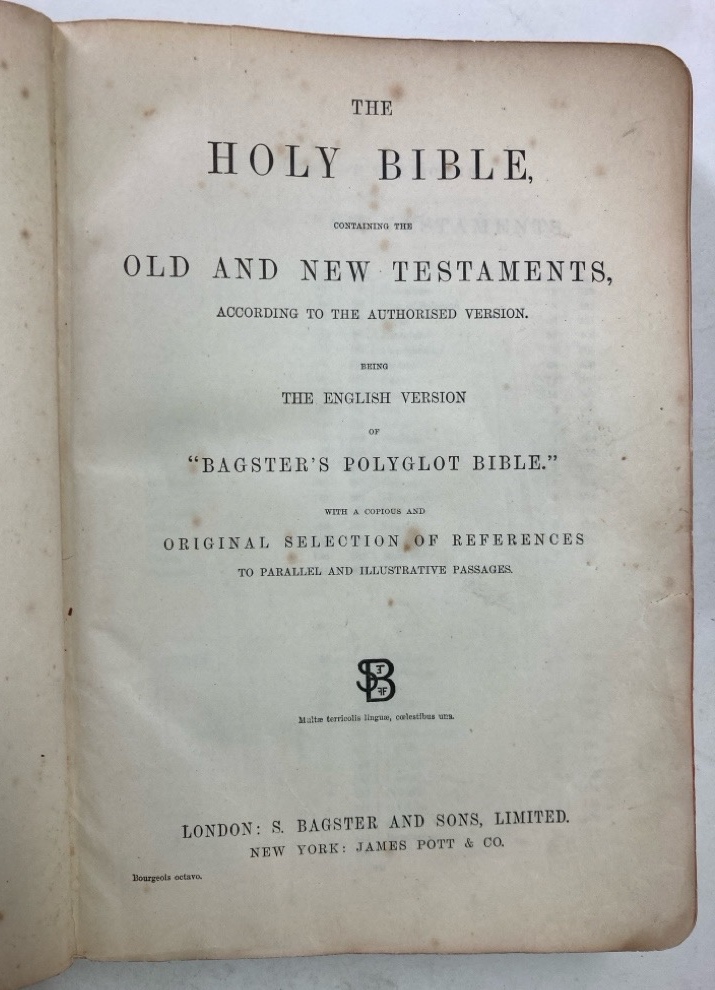 THE
HOLY BIBLE,
CONTAINING THE
OLD AND NEW TESTAMENTS,
ACCORDING TO THE AUTHORISED VERSION.
BEING
THE ENGLISH VERSION
OF
“BAGSTER’S POLYGLOT BIBLE.”
WITH A COPIOUS AND
ORIGINAL SELECTION OF REFERENCES
TO PARALLEL AND ILLUSTRATIVE PASSAGES.
SB
Multæ terricolis linguæ, cœlestibus una.
LONDON: S. BAGSTER AND SONS, LIMITED.
NEW YORK: JAMES POTT & CO.
Bourgeois octavo.